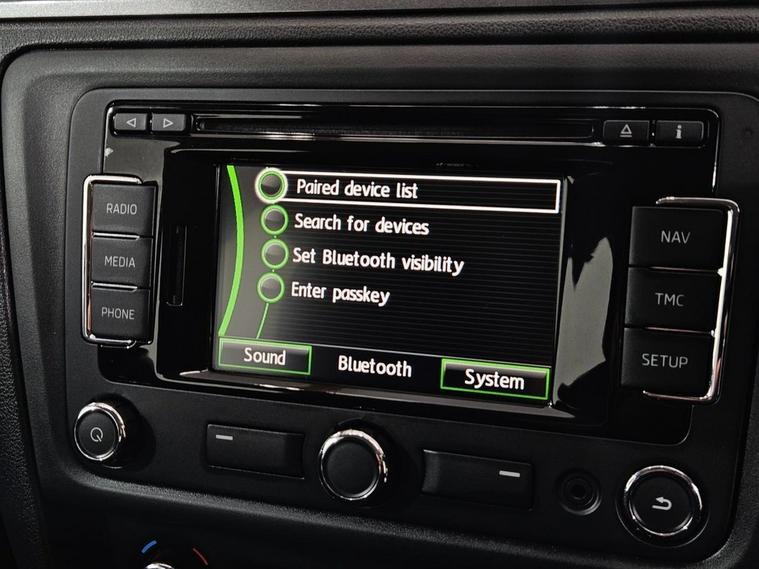 RADIO
MEDIA
PHONE
Paired device list
Search for devices
Set Bluetooth visibility
Enter passkey
Sound
Bluetooth
System
i
NAV
TMC
SETUP